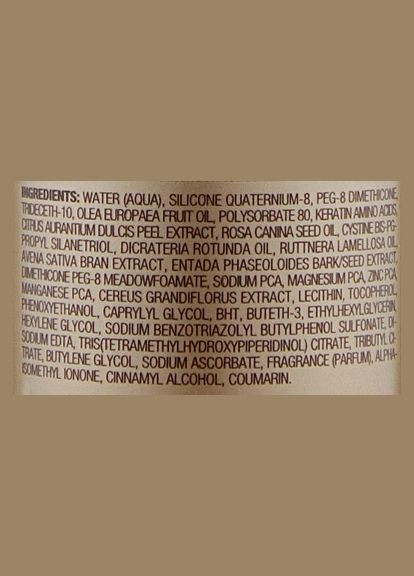 INGREDIENTS: WATER (AQUA), SILICONE QUATERNIUM-8, PEG-8 DIMETHICONE,
TRIDECETH-10, OLEA EUROPAEA FRUIT OIL, POLYSORBATE 80, KERATIN AMINO ACIDS,
CITRUS AURANTIUM DULCIS PEEL EXTRACT, ROSA CANINA SEED OIL, CYSTINE BIS-PG-
PROPYL SILANETRIOL, DICRATERIA ROTUNDA OIL, RUTTNERA LAMELLOSA OIL,
AVENA SATIVA BRAN EXTRACT, ENTADA PHASEOLOIDES BARK/SEED EXTRACT,
DIMETHICONE PEG-8 MEADOWFOAMATE, SODIUM PCA, MAGNESIUM PCA, ZINC PCA,
MANGANESE PCA, CEREUS GRANDIFLORUS EXTRACT, LECITHIN, TOCOPHEROL,
PHENOXYETHANOL, CAPRYLYL GLYCOL, BHT, BUTETH-3, ETHYLHEXYLGLYCERIN,
HEXYLENE GLYCOL, SODIUM BENZOTRIAZOLYL BUTYLPHENOL SULFONATE, DI-
SODIUM EDTA, TRIS(TETRAMETHYLHYDROXYPIPERIDINOL) CITRATE, TRIBUTYL CI-
TRATE, BUTYLENE GLYCOL, SODIUM ASCORBATE, FRAGRANCE (PARFUM), ALPHA-
ISOMETHYL IONONE, CINNAMYL ALCOHOL, COUMARIN.